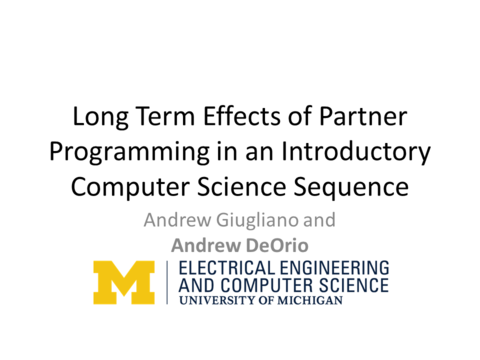 Long Term Effects of Partner
Programming in an Introductory
Computer Science Sequence
Andrew Giugliano and
Andrew DeOrio
M
ELECTRICAL ENGINEERING
AND COMPUTER SCIENCE
UNIVERSITY OF MICHIGAN